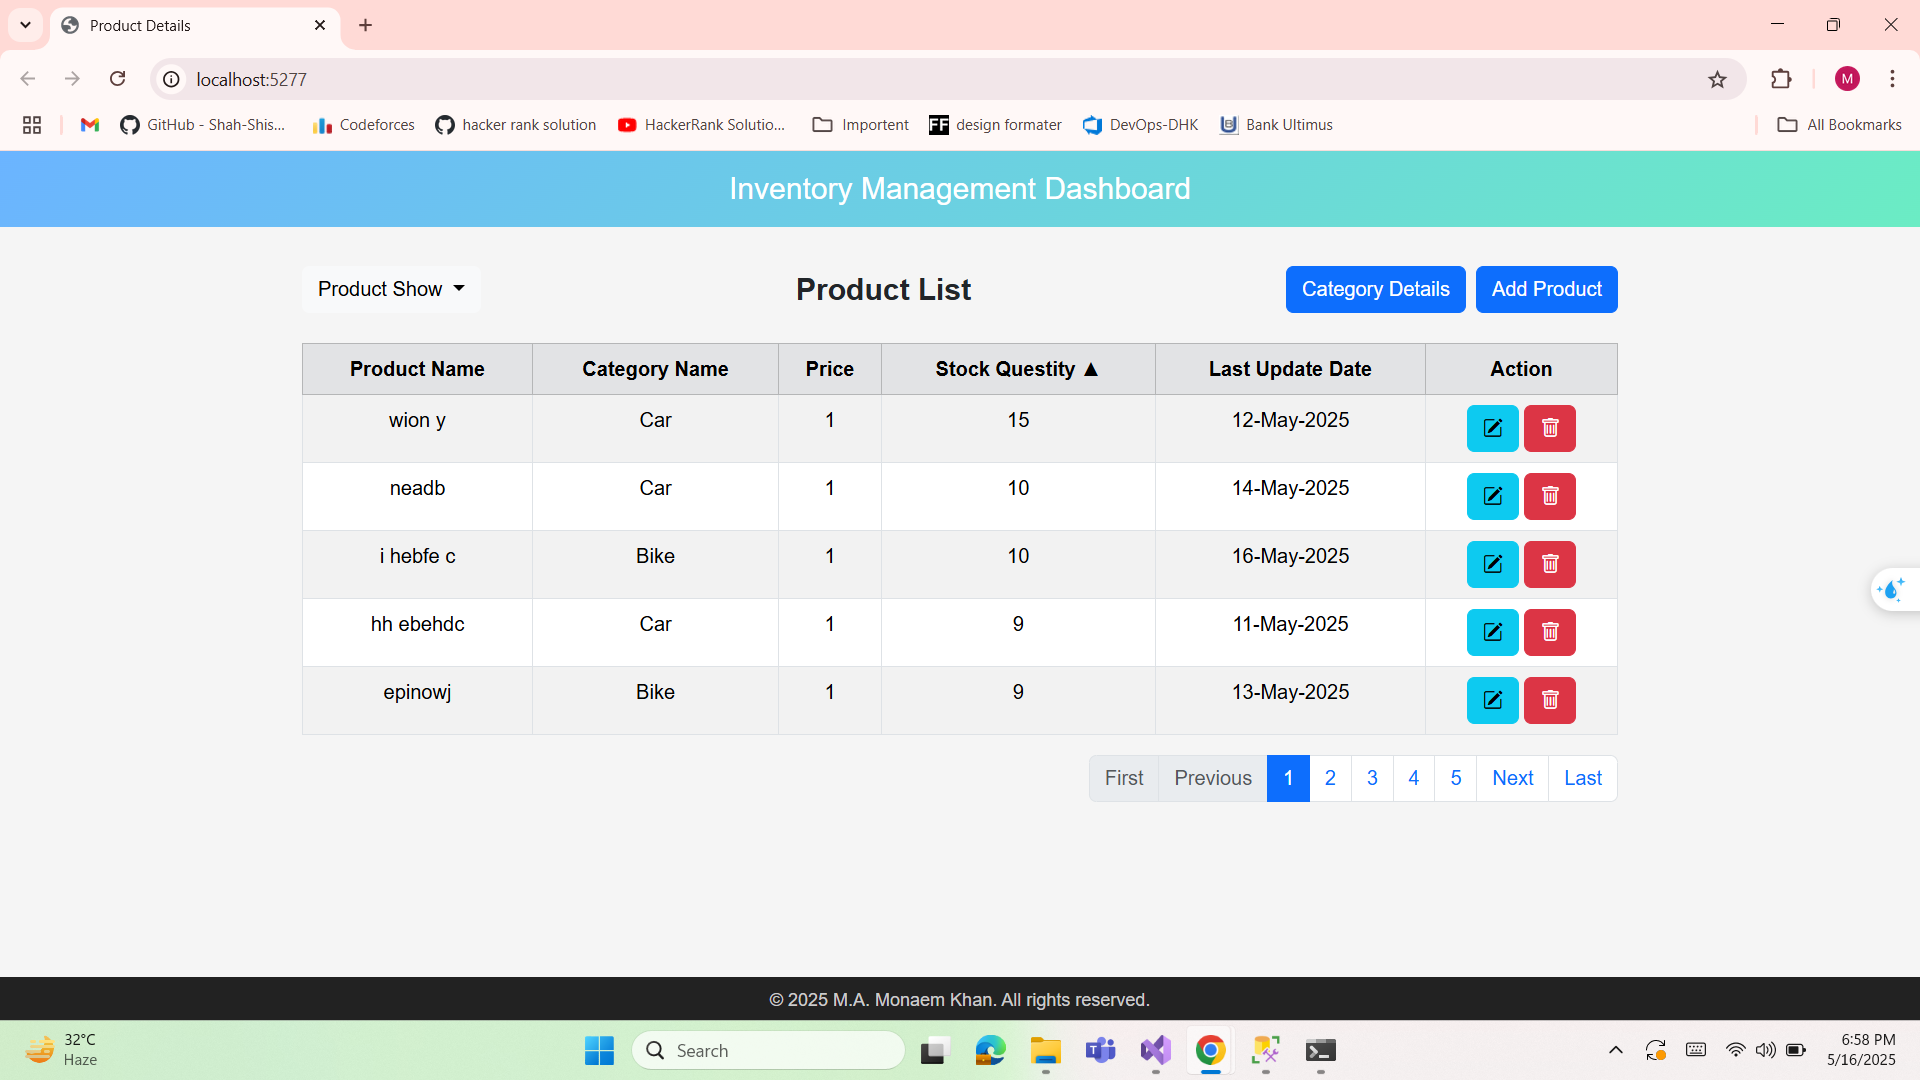 Product Details
localhost:5277
M
GitHub - Shah-Shis...
Codeforces
hacker rank solution
HackerRank Solutio...
Importent
FF design formater
DevOps-DHK
Bank Ultimus
All Bookmarks
Inventory Management Dashboard
Product Show
Product List
Category Details
Add Product
Product Name Category Name Price Stock Questity ▲ Last Update Date Action
wion y Car 1 15 12-May-2025
neadb Car 1 10 14-May-2025
i hebfe c Bike 1 10 16-May-2025
hh ebehdc Car 1 9 11-May-2025
epinowj Bike 1 9 13-May-2025
First Previous 1 2 3 4 5 Next Last
© 2025 M.A. Monaem Khan. All rights reserved.
32°C
Haze
Search
6:58 PM
5/16/2025